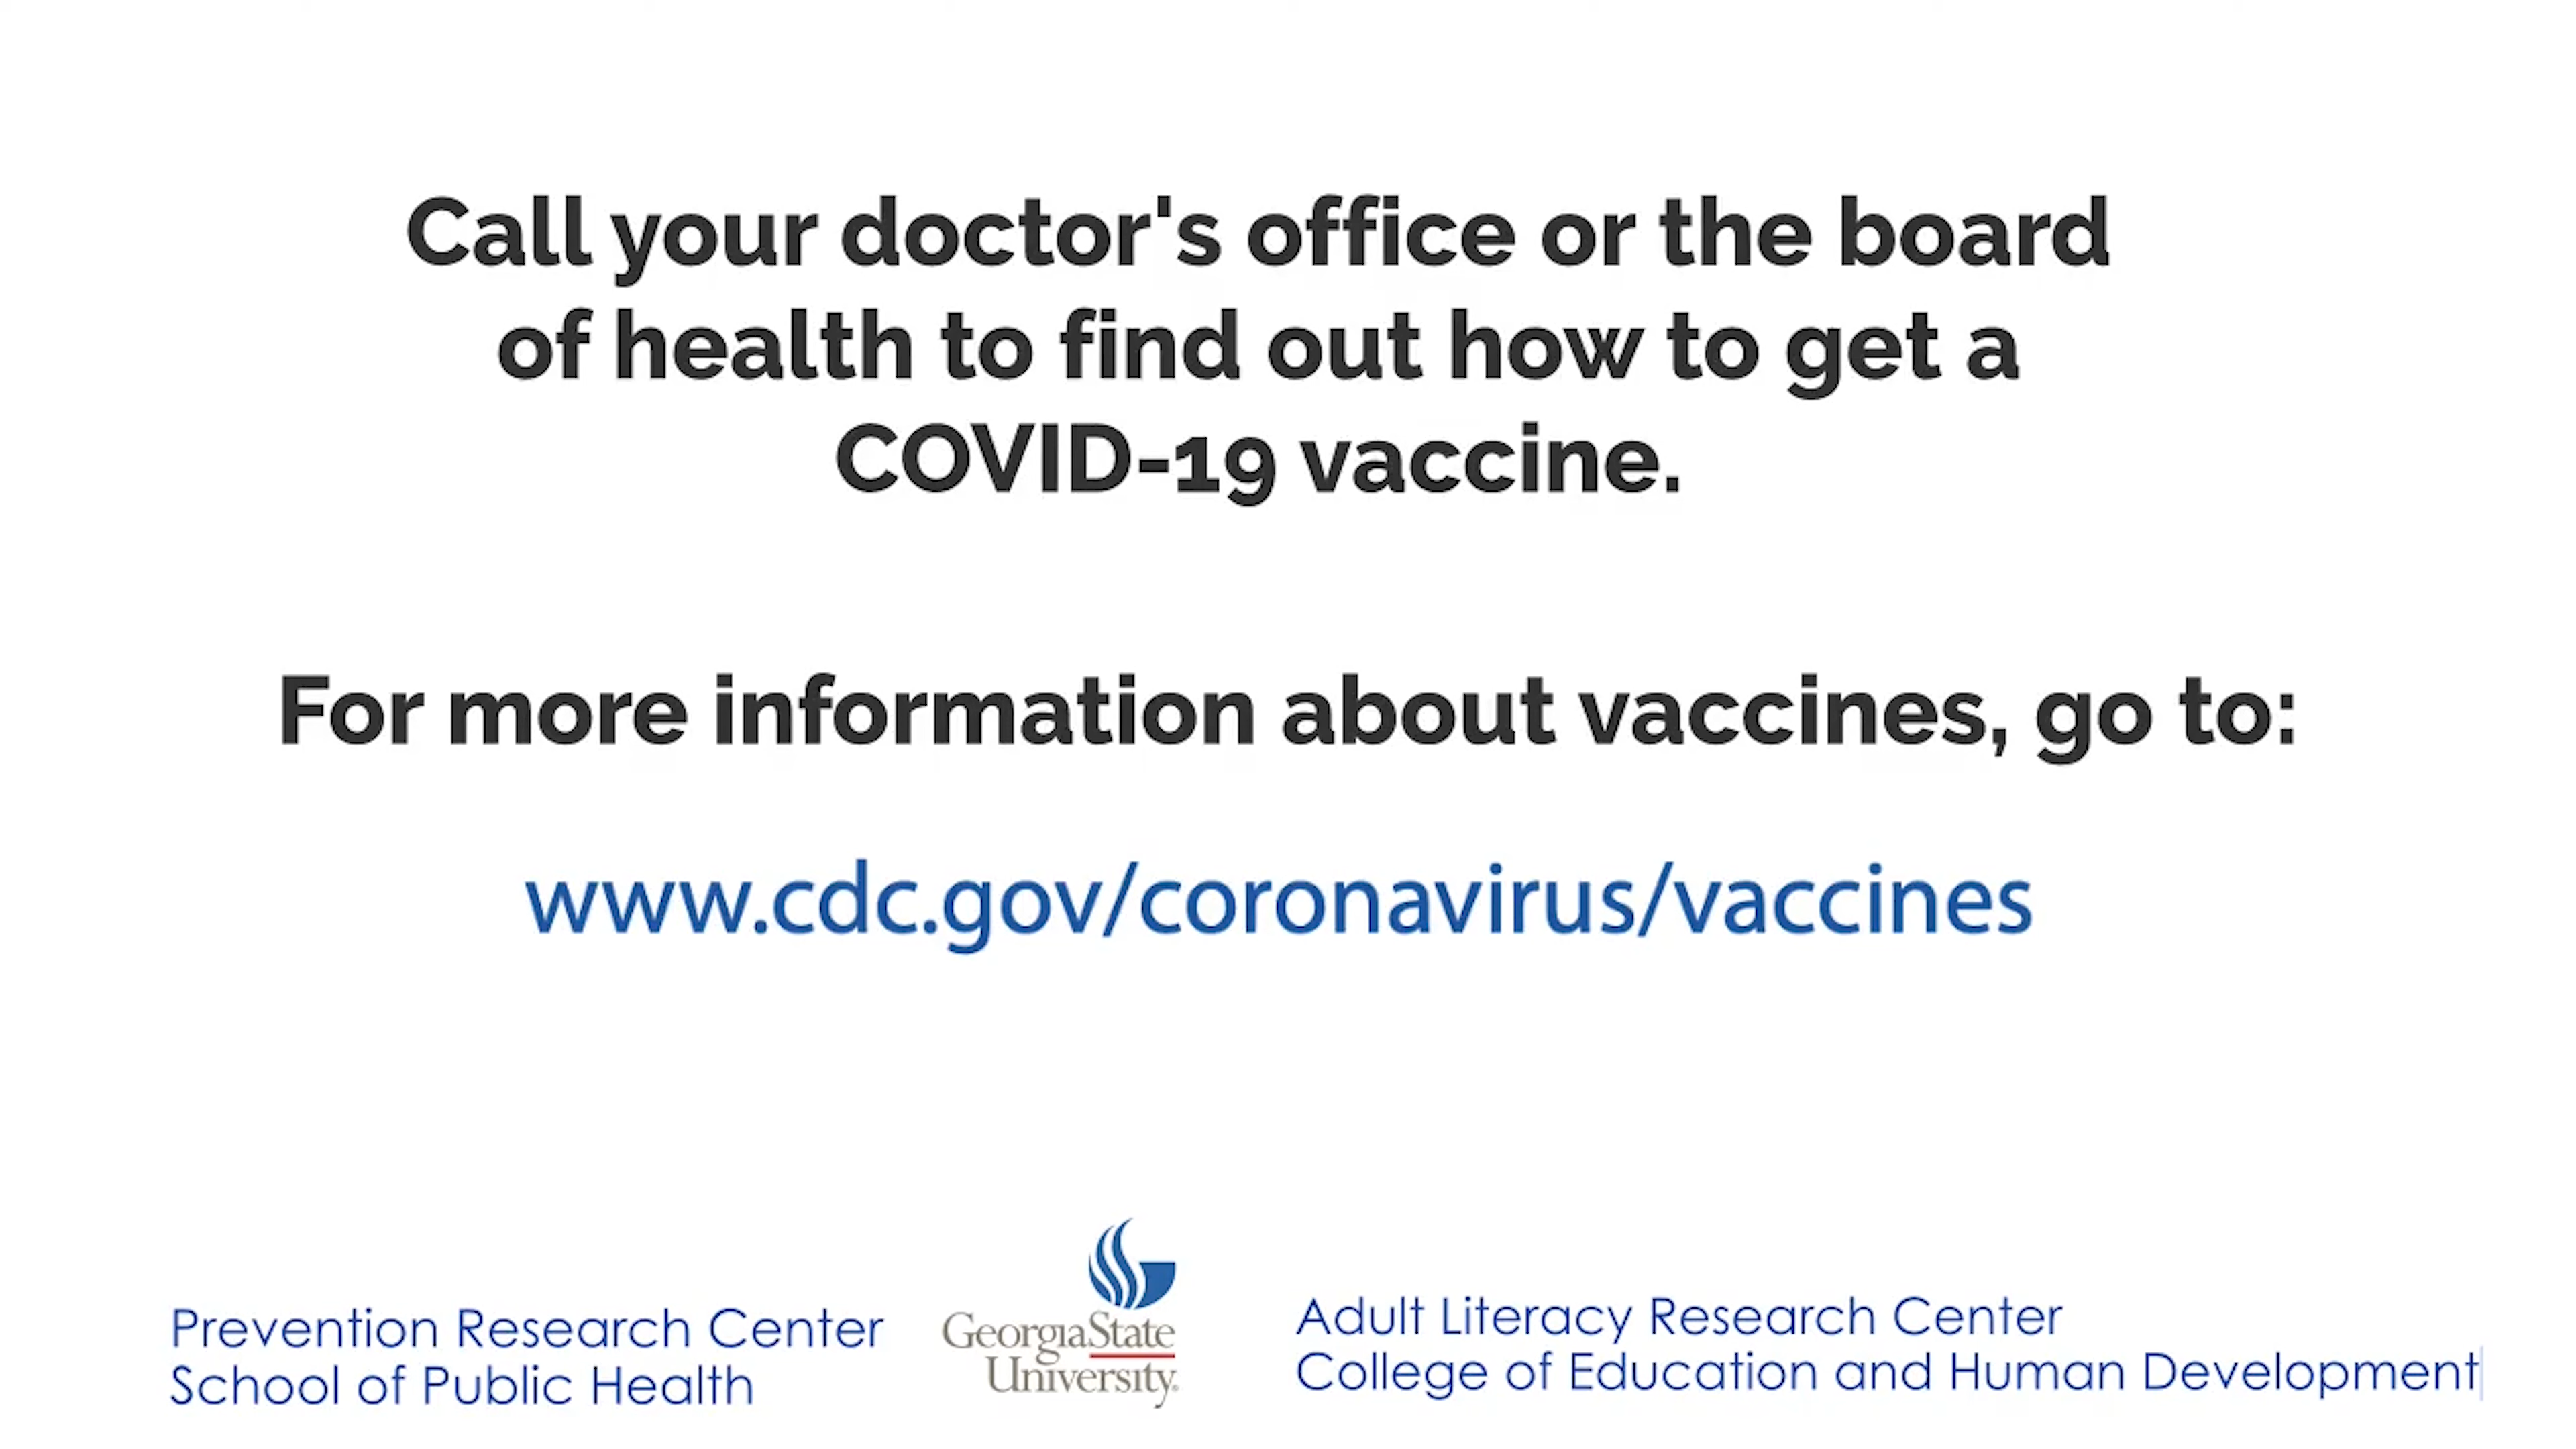 Call your doctor's office or the board
of health to find out how to get a
COVID-19 vaccine.
For more information about vaccines, go to:
www.cdc.gov/coronavirus/vaccines
Prevention Research Center
School of Public Health
GeorgiaState
University.
Adult Literacy Research Center
College of Education and Human Development